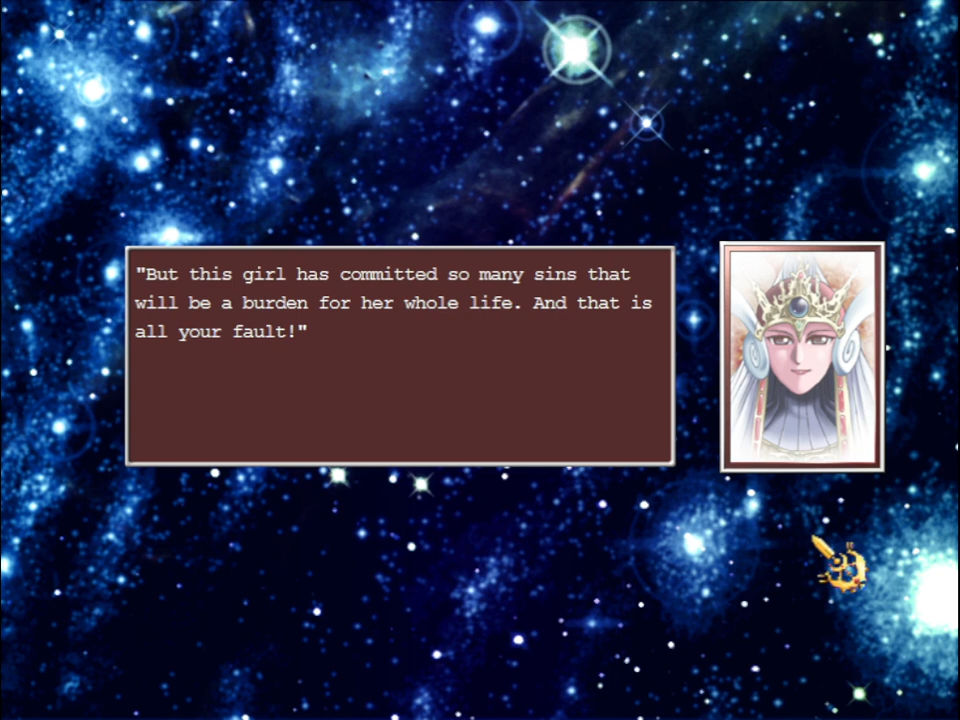 "But this girl has committed so many sins that
will be a burden for her whole life. And that is
all your fault!"